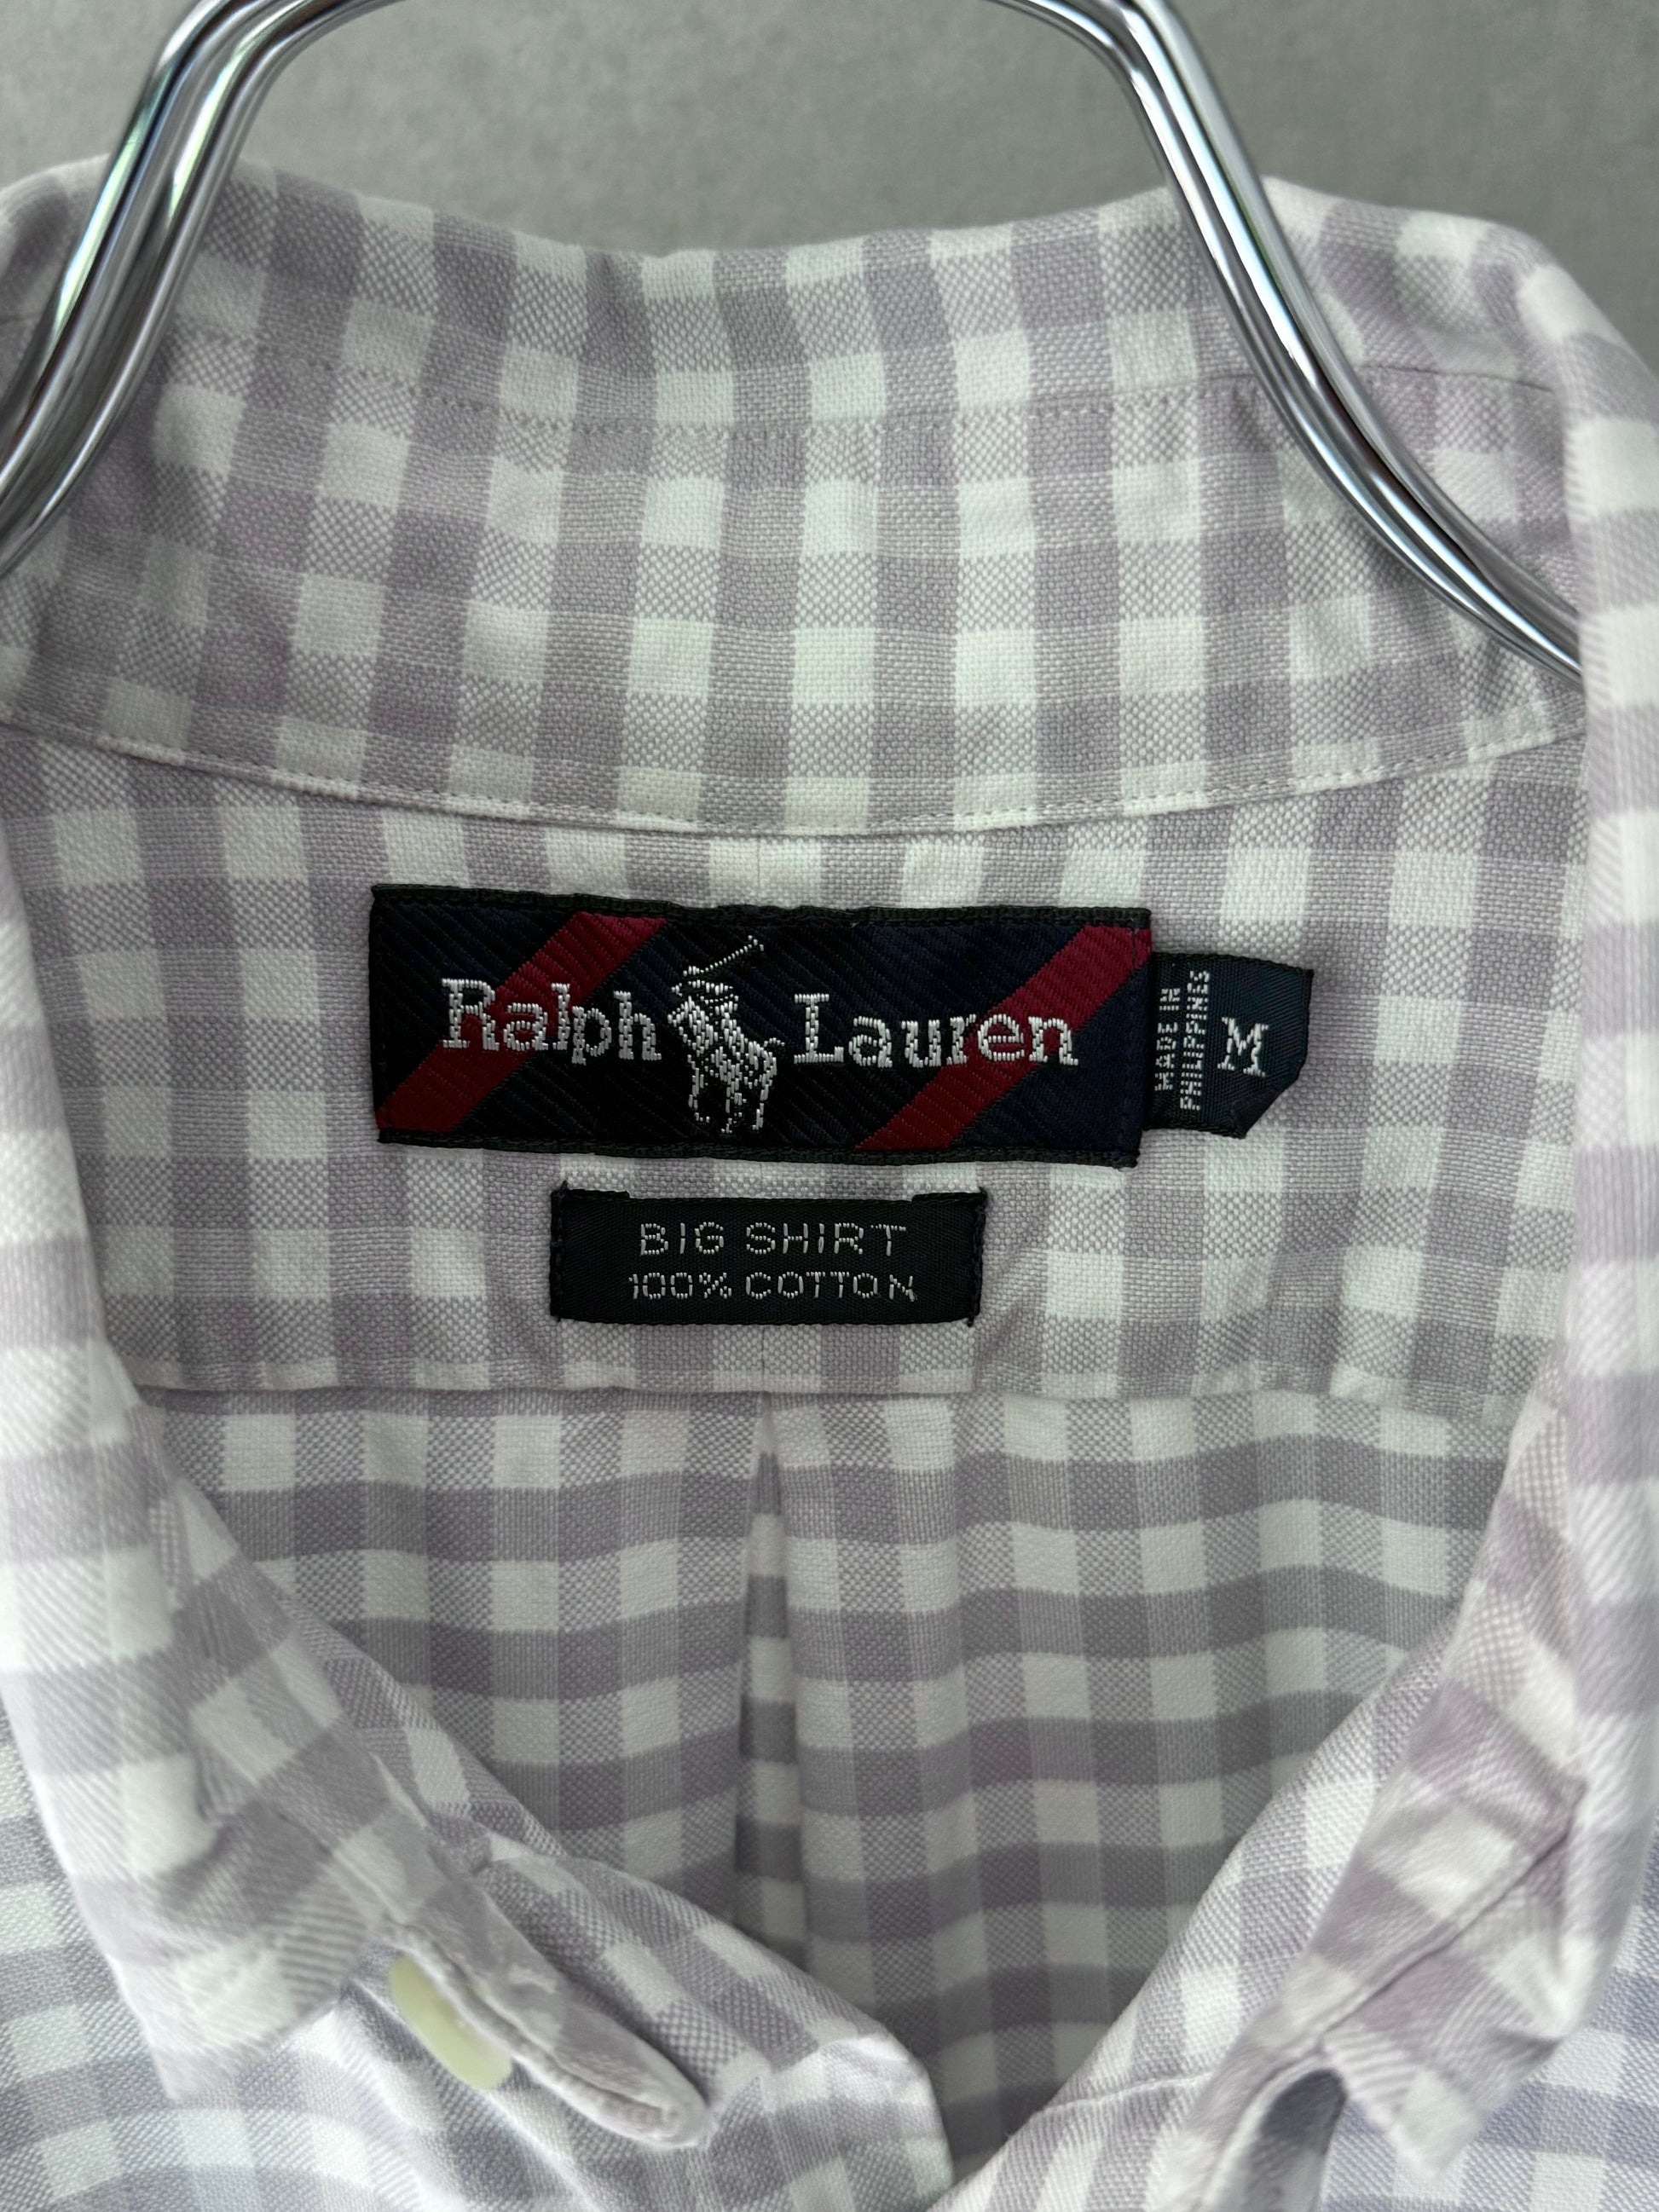 Ralph Lauren
MADE IN
PHILIPPINES
M
BIG SHIRT
100% COTTON